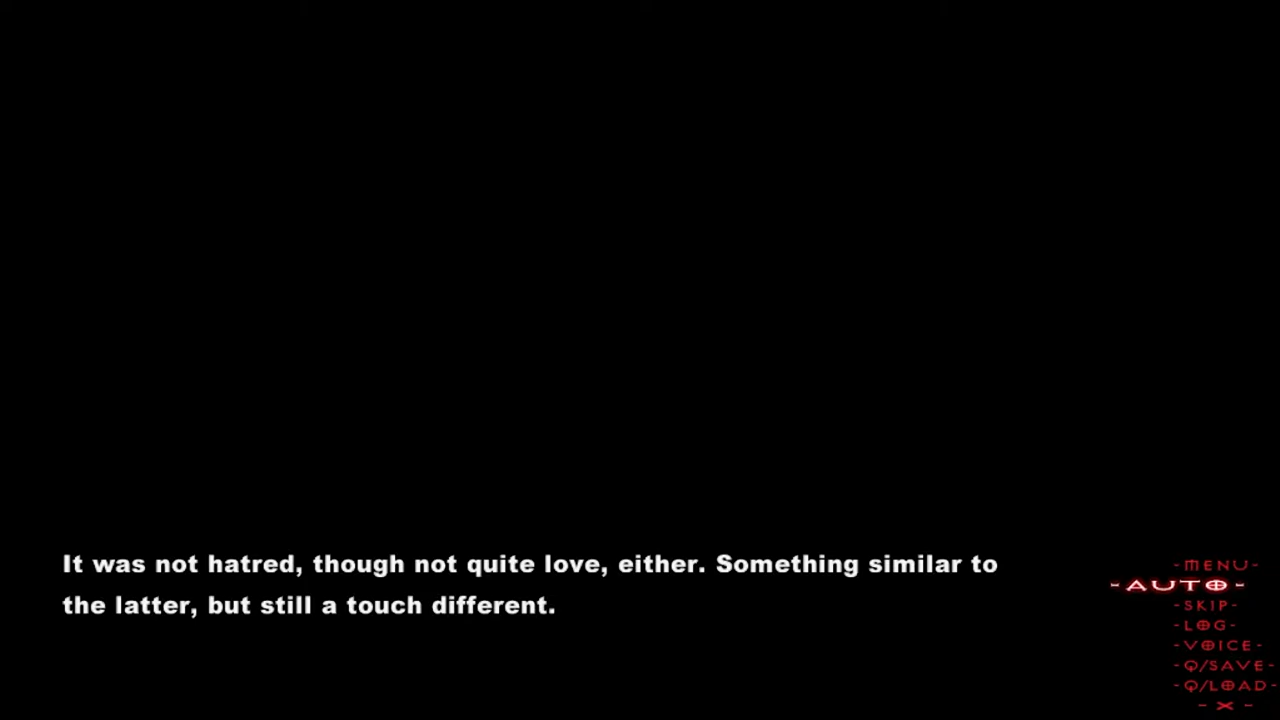 It was not hatred, though not quite love, either. Something similar to
the latter, but still a touch different.
-MENU-
-AUTO-
-SKIP-
-LOG-
-VOICE-
-Q/SAVE-
-Q/LOAD-
-X-